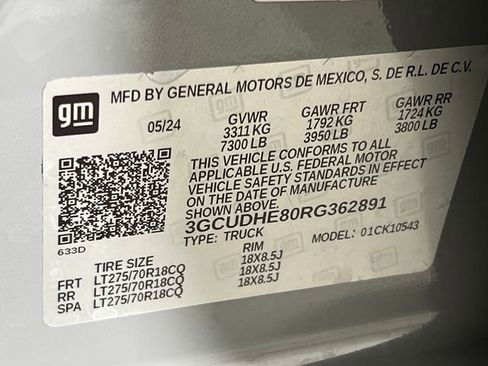 gm
MFD BY GENERAL MOTORS DE MEXICO, S. DE R.L. DE C.V.
05/24 GVWR GAWR FRT GAWR RR
3311 KG 1792 KG 1724 KG
7300 LB 3950 LB 3800 LB
THIS VEHICLE CONFORMS TO ALL
APPLICABLE U.S. FEDERAL MOTOR
VEHICLE SAFETY STANDARDS IN EFFECT
ON THE DATE OF MANUFACTURE
3GCUDHE80RG362891
TYPE: TRUCK MODEL: 01CK10543
633D
TIRE SIZE RIM
FRT LT275/70R18CQ 18X8.5J
RR LT275/70R18CQ 18X8.5J
SPA LT275/70R18CQ 18X8.5J